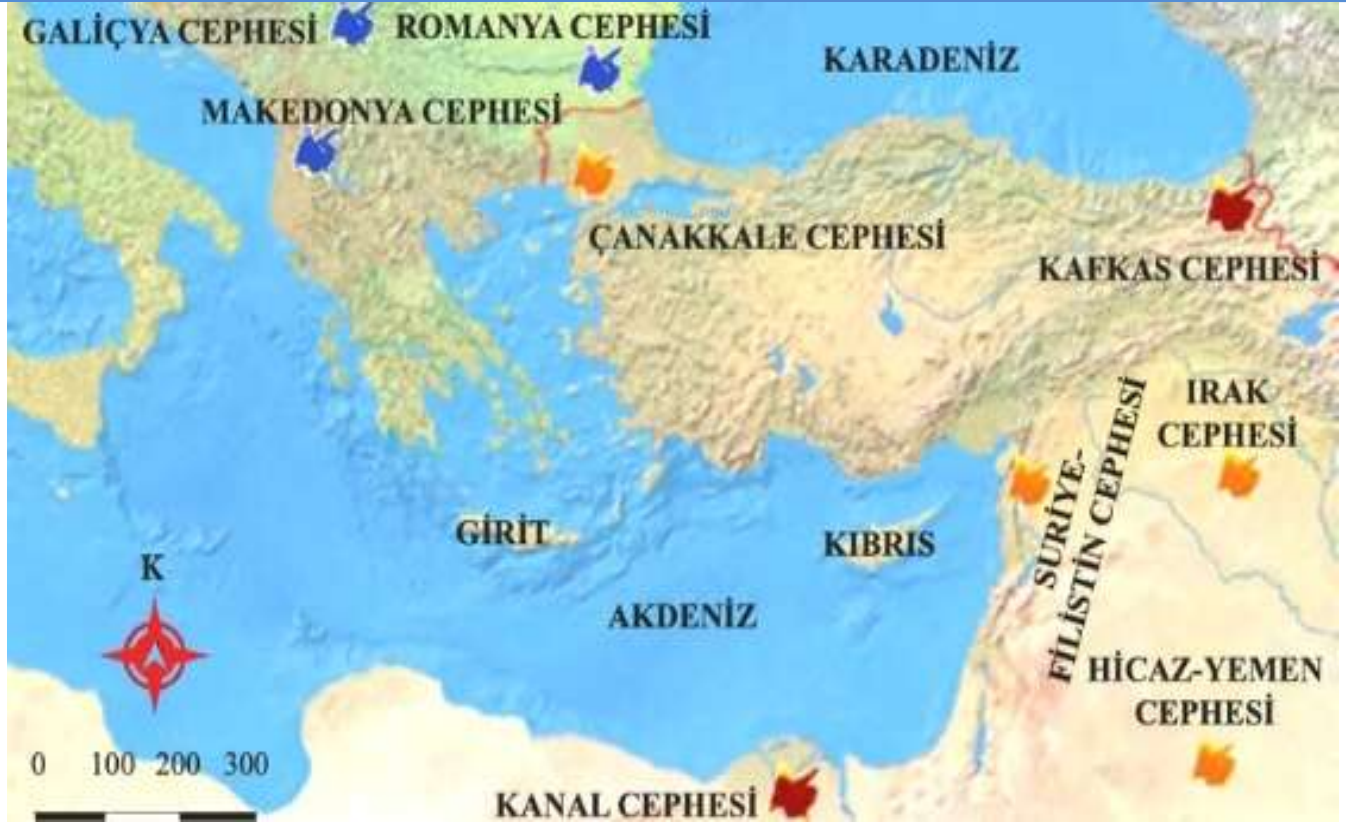 GALİÇYA CEPHESİ
ROMANYA CEPHESİ
KARADENİZ
MAKEDONYA CEPHESİ
ÇANAKKALE CEPHESİ
KAFKAS CEPHESİ
IRAK
CEPHESİ
SURİYE-
FİLİSTİN CEPHESİ
GİRİT
KIBRIS
K
AKDENİZ
HİCAZ-YEMEN
CEPHESİ
0 100 200 300
KANAL CEPHESİ